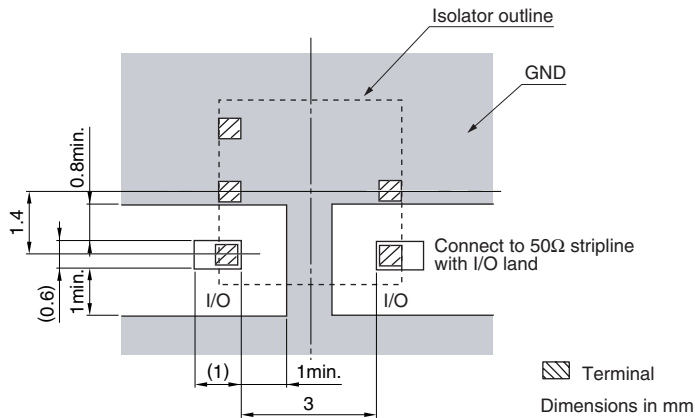 Isolator outline
GND
0.8min.
1.4
(0.6)
1min.
Connect to 50Ω stripline
with I/O land
I/O
I/O
(1)
1min.
3
Terminal
Dimensions in mm